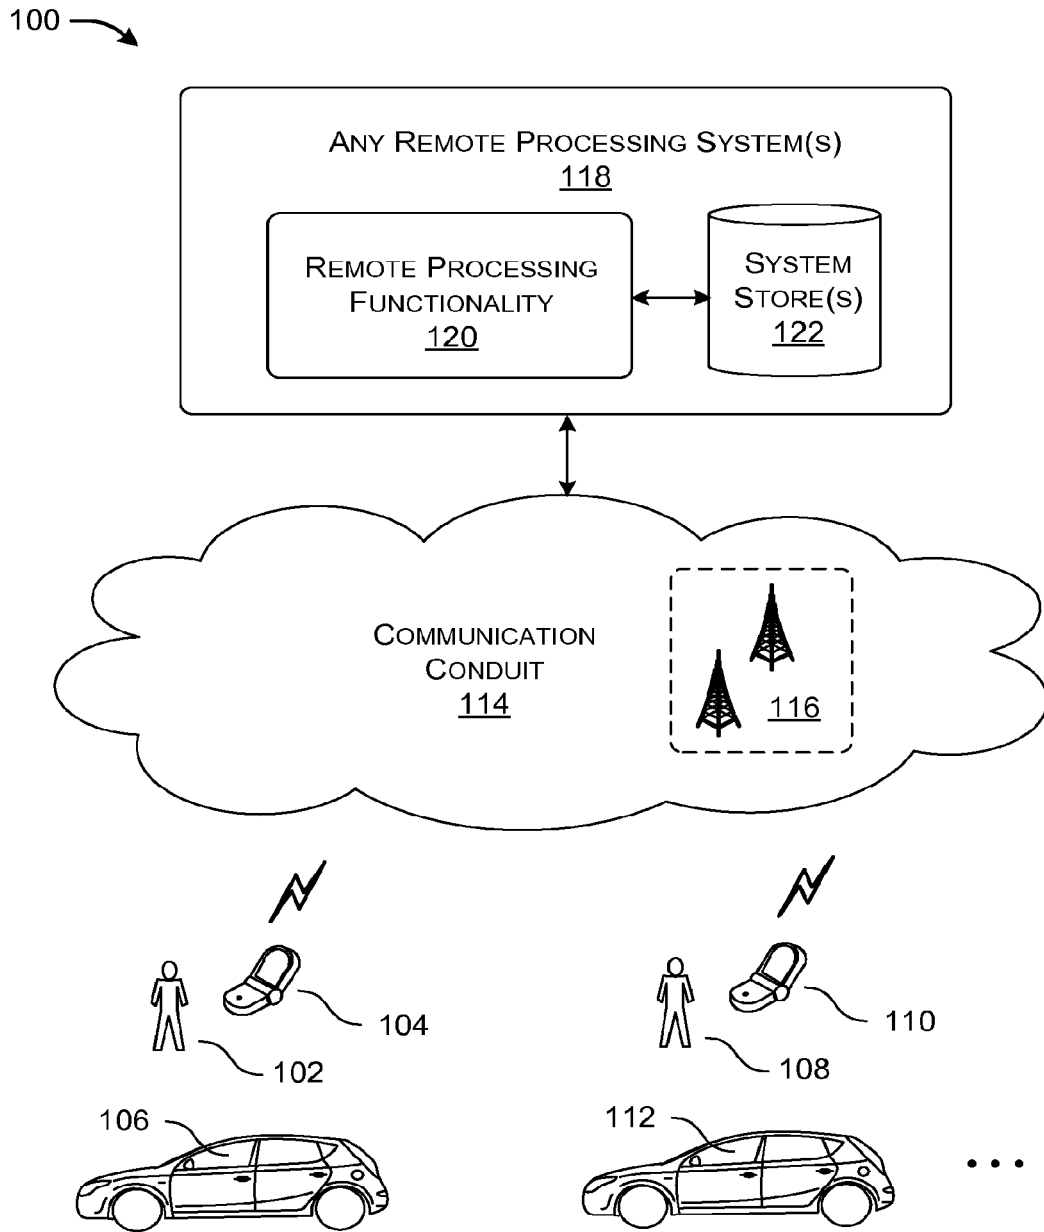 100
ANY REMOTE PROCESSING SYSTEM(S)
118
REMOTE PROCESSING
FUNCTIONALITY
120
SYSTEM
STORE(S)
122
COMMUNICATION
CONDUIT
114
116
104
102
110
108
106
112
• • •